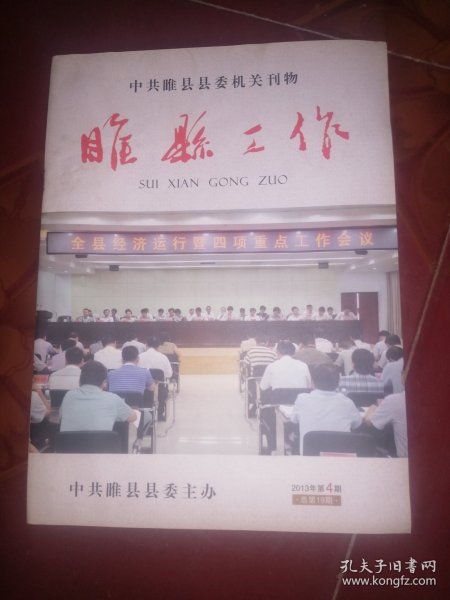 中共睢县县委机关刊物
睢县工作
SUI XIAN GONG ZUO
全县经济运行暨四项重点工作会议
中共睢县县委主办
2013年第4期
·总第19期·
孔夫子旧书网
www.kongfz.com